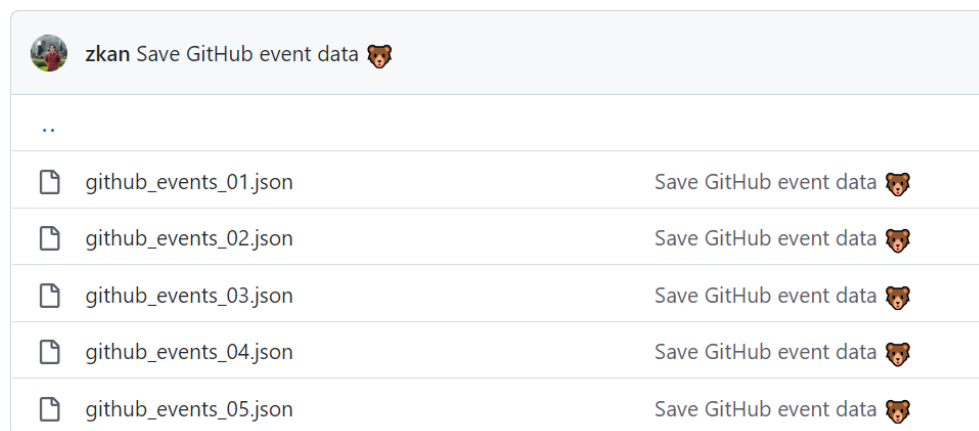 zkan Save GitHub event data 🐻
..
github_events_01.json Save GitHub event data 🐻
github_events_02.json Save GitHub event data 🐻
github_events_03.json Save GitHub event data 🐻
github_events_04.json Save GitHub event data 🐻
github_events_05.json Save GitHub event data 🐻